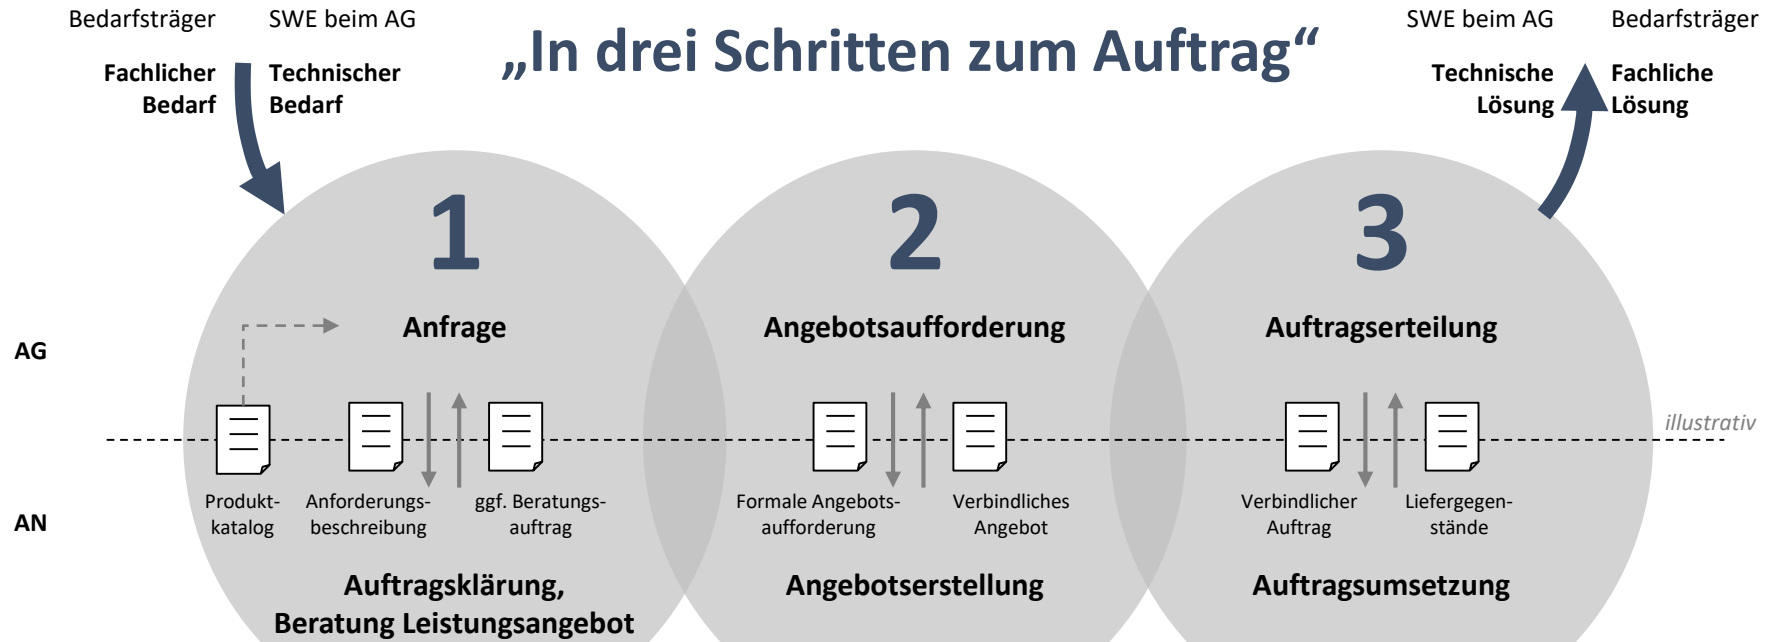 Bedarfsträger
SWE beim AG
„In drei Schritten zum Auftrag“
SWE beim AG
Bedarfsträger
Fachlicher
Bedarf
Technischer
Bedarf
Technische
Lösung
Fachliche
Lösung
1
2
3
Anfrage
Angebotsaufforderung
Auftragserteilung
AG
illustrativ
AN
Produkt-
katalog
Anforderungs-
beschreibung
ggf. Beratungs-
auftrag
Formale Angebots-
aufforderung
Verbindliches
Angebot
Verbindlicher
Auftrag
Liefergegen-
stände
Auftragsklärung,
Beratung Leistungsangebot
Angebotserstellung
Auftragsumsetzung